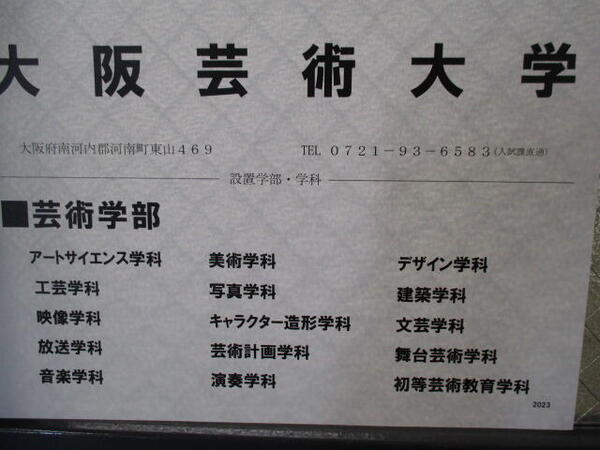 大阪芸術大学
大阪府南河内郡河南町東山４６９　TEL ０７２１－９３－６５８３(入試課直通)
設置学部・学科
■芸術学部
アートサイエンス学科　美術学科　デザイン学科
工芸学科　写真学科　建築学科
映像学科　キャラクター造形学科　文芸学科
放送学科　芸術計画学科　舞台芸術学科
音楽学科　演奏学科　初等芸術教育学科
2023